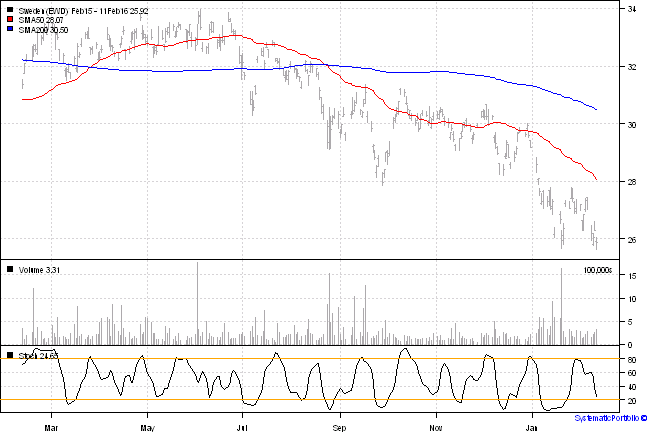 Sweden (EWD) Feb15 - 11Feb16 25.92
SMA50 28.07
SMA200 30.50
34
32
30
28
26
Volume 3.31
100,000s
15
10
5
0
Stoch 24.65
80
60
40
20
Mar
May
Jul
Sep
Nov
Jan
SystematicPortfolio ©